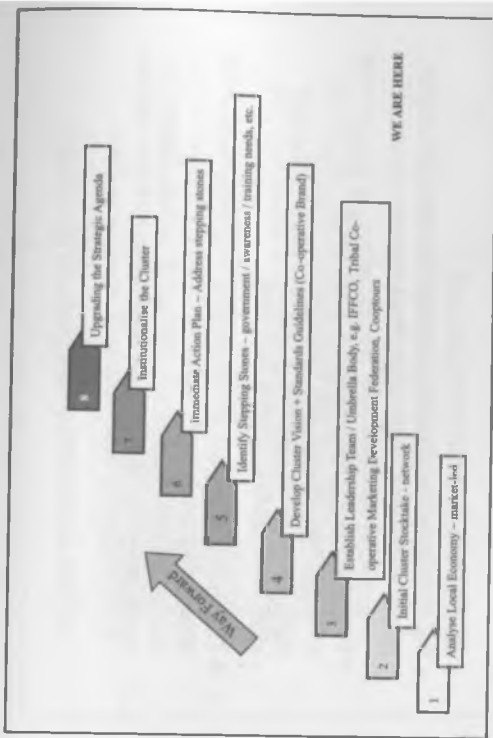 8
Upgrading the Strategic Agenda
7
Institutionalise the Cluster
6
immediate Action Plan – Address stepping stones
5
Identify Stepping Stones – government / awareness / training needs, etc.
4
Develop Cluster Vision + Standards Guidelines (Co-operative Brand)
3
Establish Leadership Team / Umbrella Body, e.g. IFFCO, Tribal Co-
operative Marketing Development Federation, Cooptours
2
Initial Cluster Stocktake - network
1
Analyse Local Economy – market-led
Way Forward
WE ARE HERE